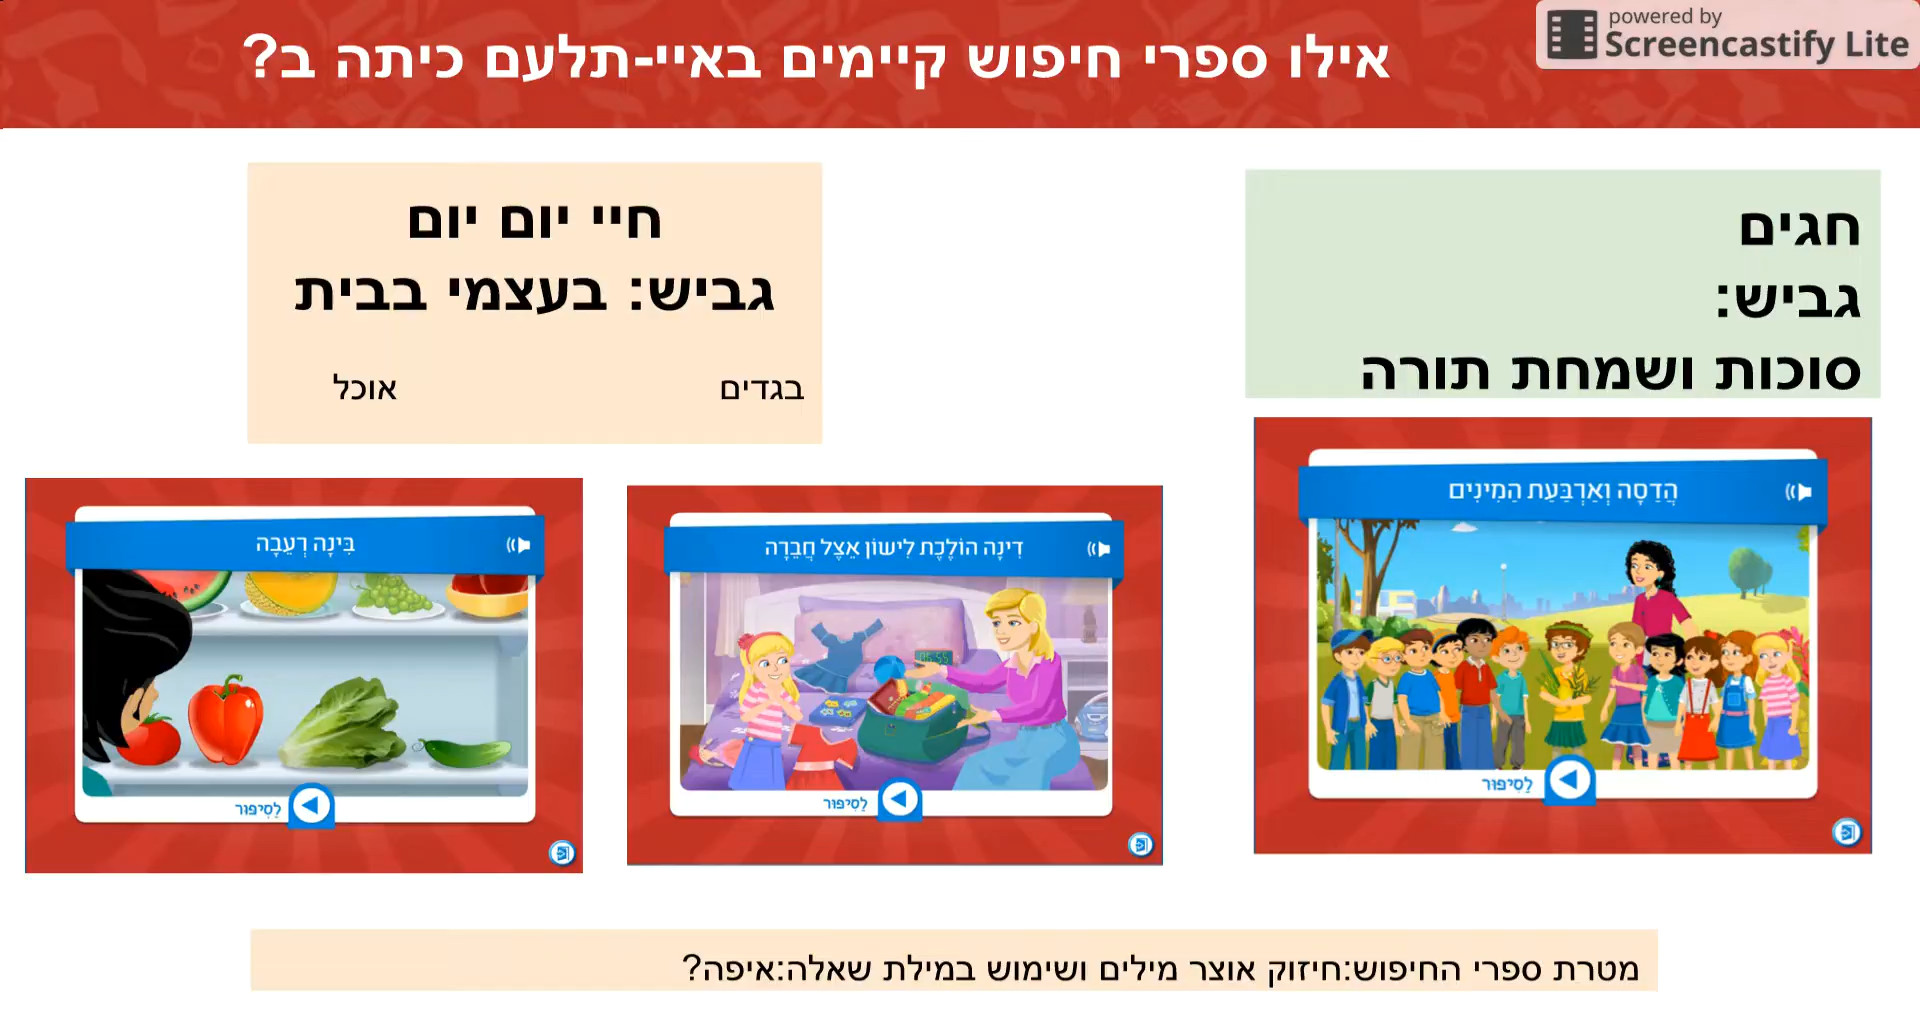 powered by
Screencastify Lite
אילו ספרי חיפוש קיימים באיי-תלעם כיתה ב?
חגים
גביש:
סוכות ושמחת תורה
חיי יום יום
גביש: בעצמי בבית
בגדים אוכל
הֲדַסָּה וְאַרְבַּעַת הַמִּינִים
לַסִּיפּוּר
דִּינָה הוֹלֶכֶת לִישׁוֹן אֵצֶל חֲבֵרָה
05:55
לַסִּיפּוּר
בִּינָה רְעֵבָה
לַסִּיפּוּר
מטרת ספרי החיפוש:חיזוק אוצר מילים ושימוש במילת שאלה:איפה?